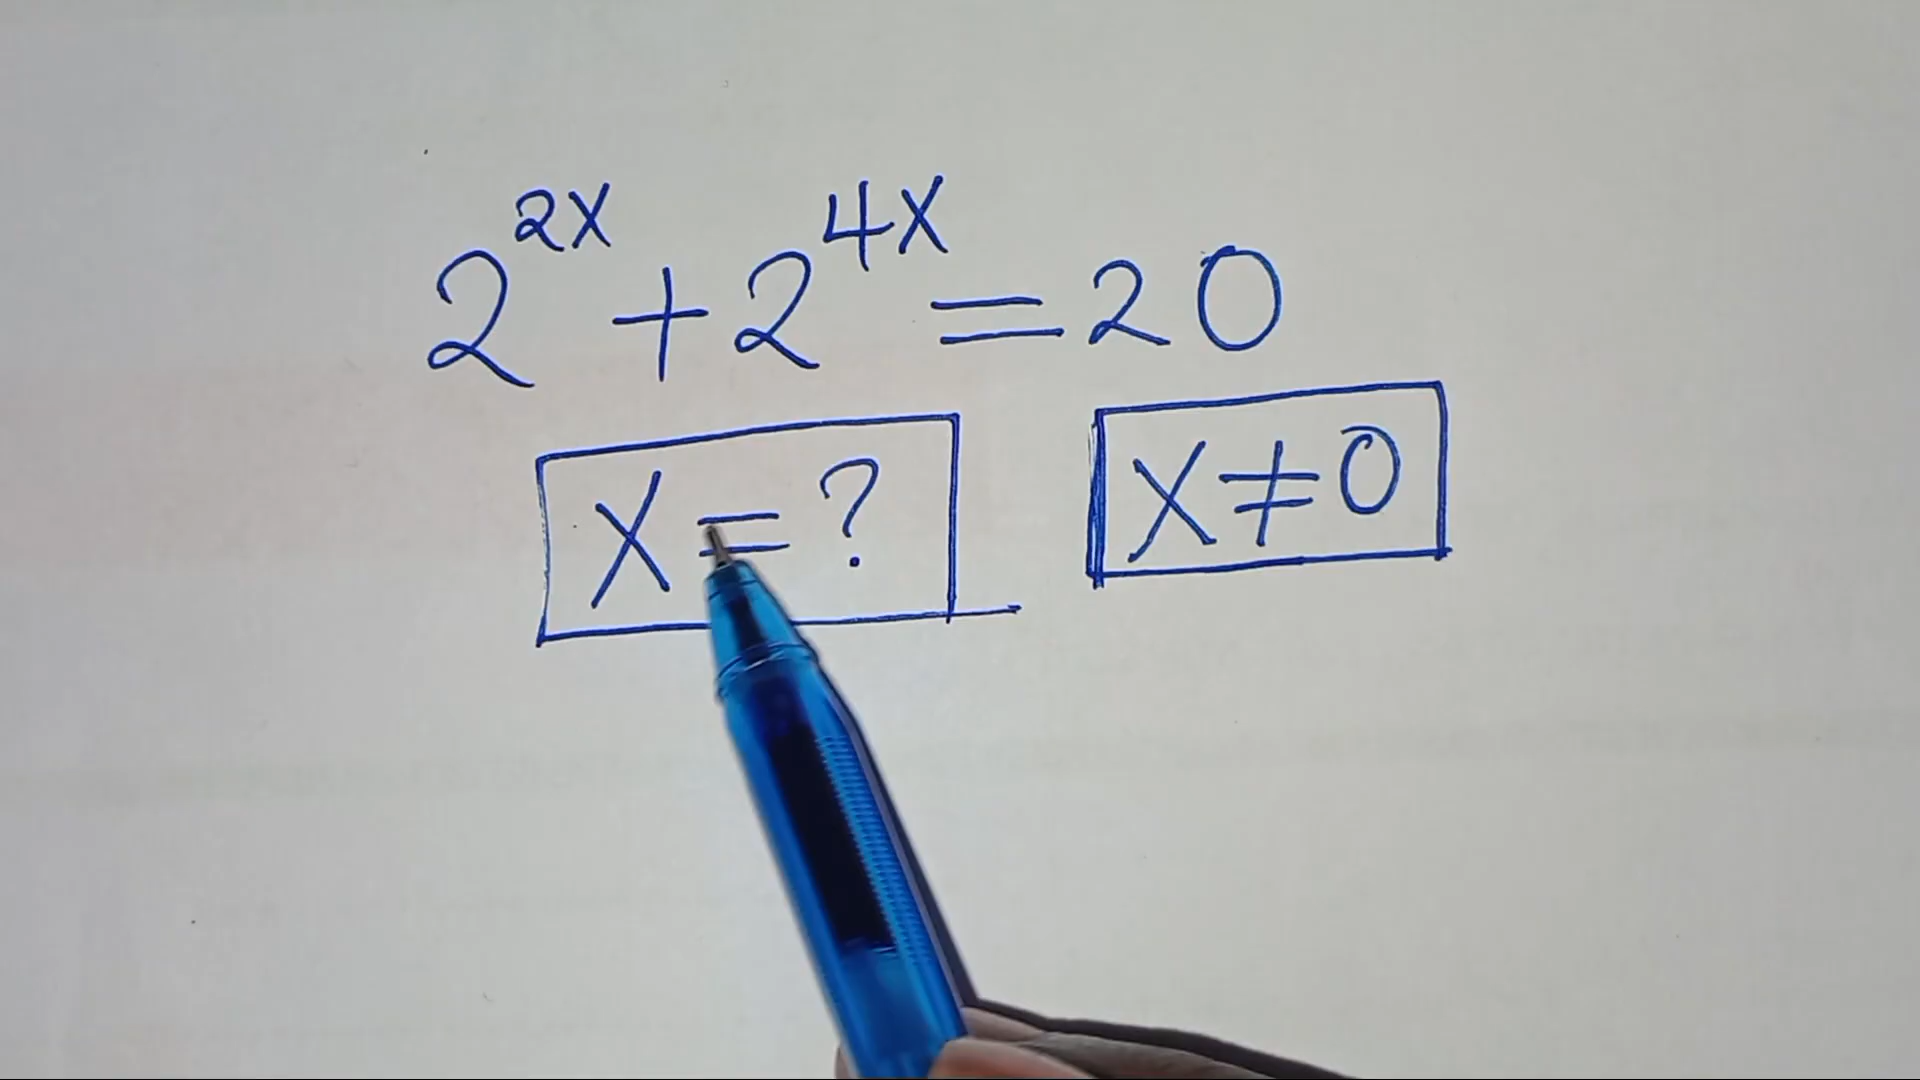 2^{2x} + 2^{4x} = 20
x = ? x ≠ 0